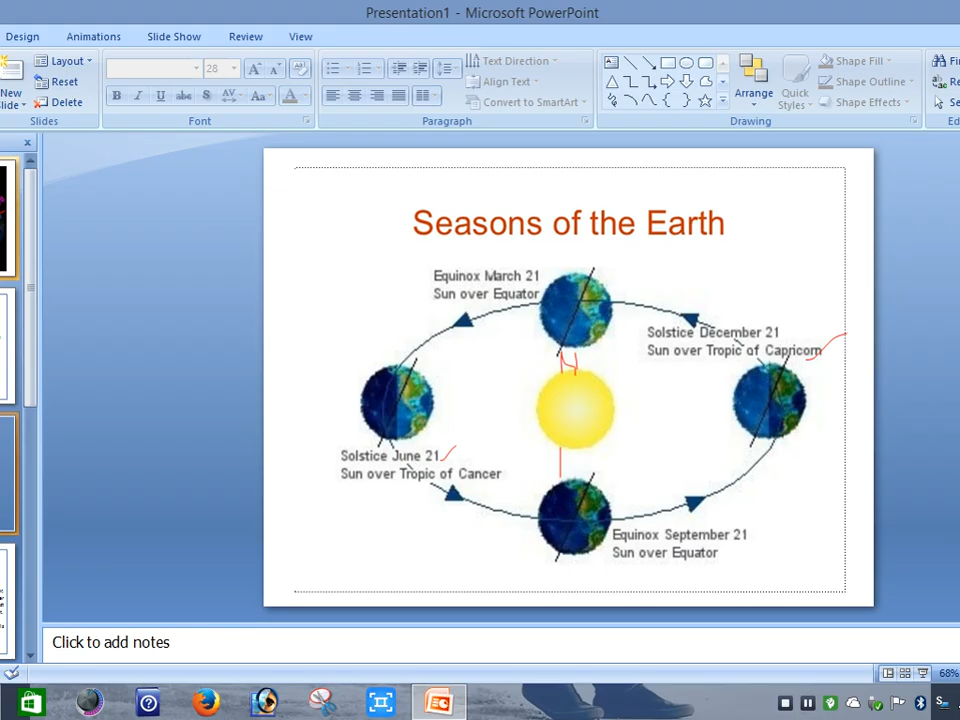 Presentation1 - Microsoft PowerPoint
Design Animations Slide Show Review View
New
Slide
Layout
Reset
Delete
Slides
28
B I U abc S AV Aa A
Font
Text Direction
Align Text
Convert to SmartArt
Paragraph
Arrange
Quick
Styles
Shape Fill
Shape Outline
Shape Effects
Drawing
Seasons of the Earth
Equinox March 21
Sun over Equator
Solstice December 21
Sun over Tropic of Capricorn
Solstice June 21
Sun over Tropic of Cancer
Equinox September 21
Sun over Equator
Click to add notes
68%